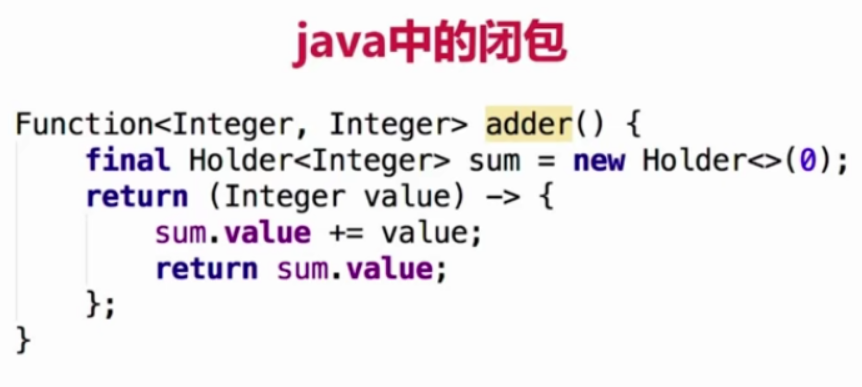 java中的闭包
Function<Integer, Integer> adder() {
    final Holder<Integer> sum = new Holder<>(0);
    return (Integer value) -> {
        sum.value += value;
        return sum.value;
    };
}